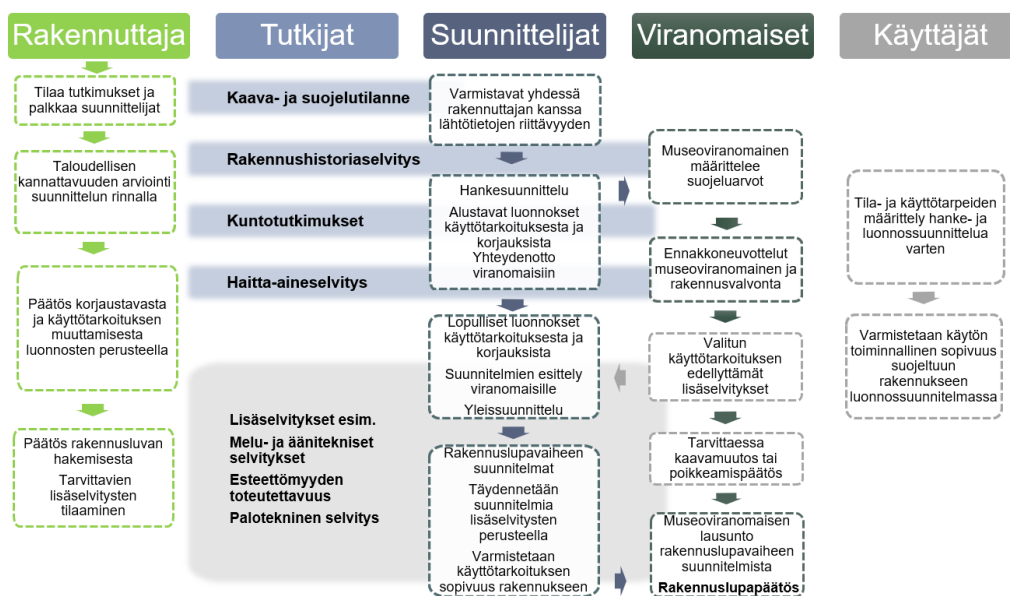 Rakennuttaja
Tilaa tutkimukset ja
palkkaa suunnittelijat
Taloudellisen
kannattavuuden arviointi
suunnittelun rinnalla
Päätös korjaustavasta
ja käyttötarkoituksen
muuttamisesta
luonnosten perusteella
Päätös rakennusluvan
hakemisesta
Tarvittavien
lisäselvitysten
tilaaminen
Tutkijat
Kaava- ja suojelutilanne
Rakennushistoriaselvitys
Kuntotutkimukset
Haitta-aineselvitys
Lisäselvitykset esim.
Melu- ja äänitekniset
selvitykset
Esteettömyyden
toteutettavuus
Palotekninen selvitys
Suunnittelijat
Varmistavat yhdessä
rakennuttajan kanssa
lähtötietojen riittävyyden
Hankesuunnittelu
Alustavat luonnokset
käyttötarkoituksesta ja
korjauksista
Yhteydenotto
viranomaisiin
Lopulliset luonnokset
käyttötarkoituksesta ja
korjauksista
Suunnitelmien esittely
viranomaisille
Yleissuunnittelu
Rakennuslupavaiheen
suunnitelmat
Täydennetään
suunnitelmia
lisäselvitysten
perusteella
Varmistetaan
käyttötarkoituksen
sopivuus rakennukseen
Viranomaiset
Museoviranomainen
määrittelee
suojeluarvot
Ennakkoneuvottelut
museoviranomainen ja
rakennusvalvonta
Valitun
käyttötarkoituksen
edellyttämät
lisäselvitykset
Tarvittaessa
kaavamuutos tai
poikkeamispäätös
Museoviranomaisen
lausunto
rakennuslupavaiheen
suunnitelmista
Rakennuslupapäätös
Käyttäjät
Tila- ja käyttötarpeiden
määrittely hanke- ja
luonnossuunnittelua
varten
Varmistetaan käytön
toiminnallinen sopivuus
suojeltuun
rakennukseen
luonnossuunnitelmassa